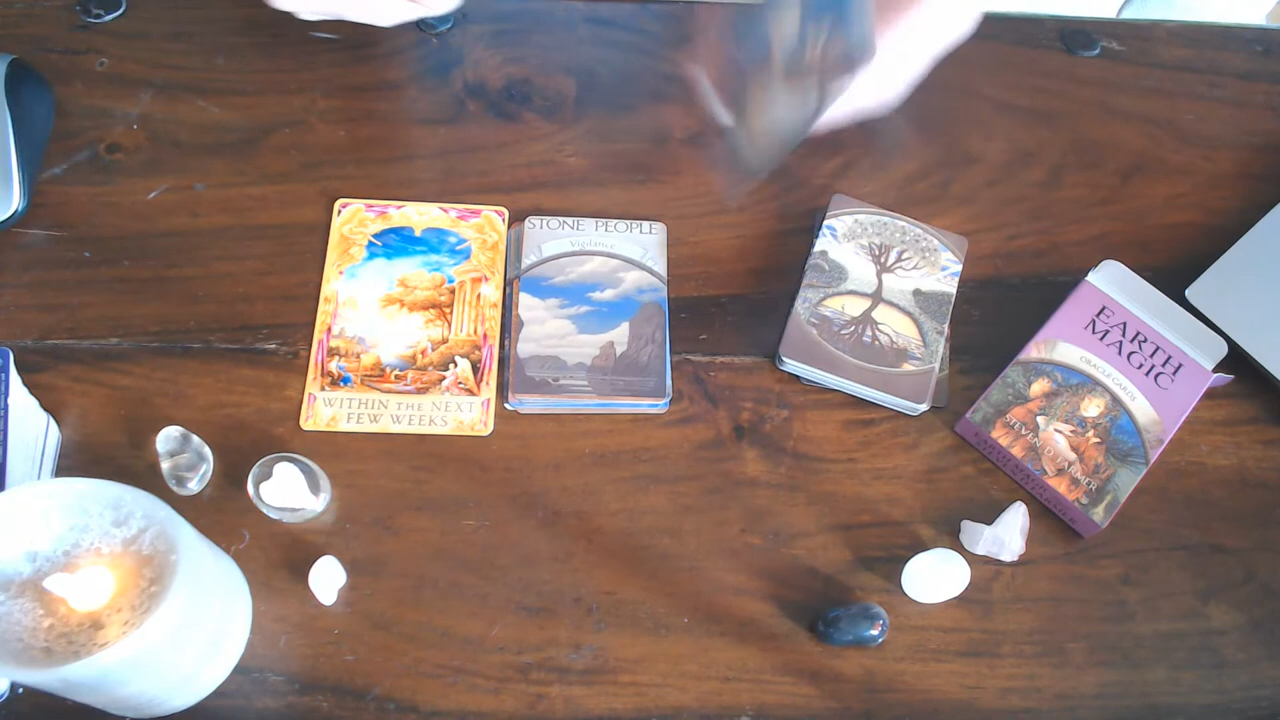 STONE PEOPLE
Vigilance
WITHIN THE NEXT
FEW WEEKS
EARTH
MAGIC
ORACLE CARDS
STEVEN D. FARMER